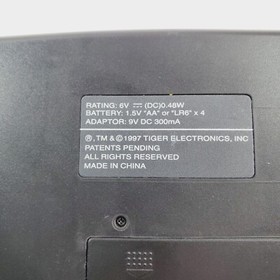 RATING: 6V ⎓ (DC)0.48W
BATTERY: 1.5V "AA" or "LR6" x 4
ADAPTOR: 9V DC 300mA
®,TM &©1997 TIGER ELECTRONICS, INC
PATENTS PENDING
ALL RIGHTS RESERVED
MADE IN CHINA